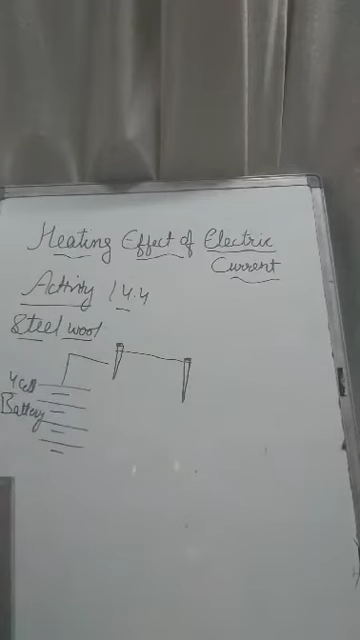 Heating Effect of Electric
Current
Activity 14.4
Steel wool
4 Cell
Battery